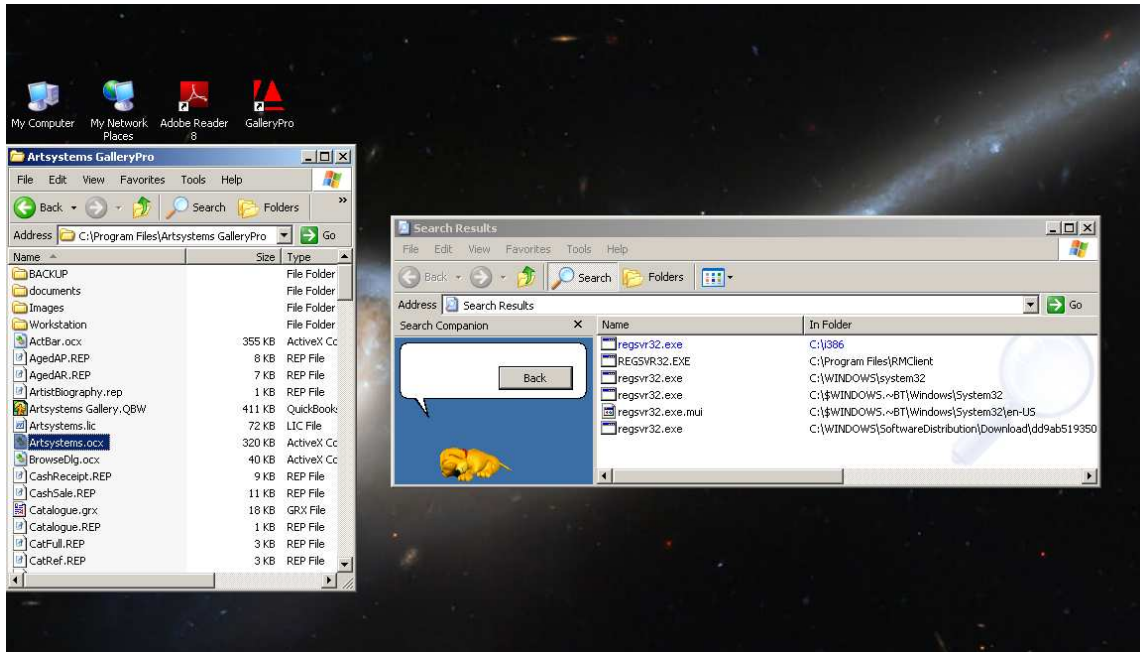 My Computer
My Network Places
Adobe Reader 8
GalleryPro
Artsystems GalleryPro
File Edit View Favorites Tools Help
Back Search Folders »
Address C:\Program Files\Artsystems GalleryPro Go
Name Size Type
BACKUP File Folder
documents File Folder
Images File Folder
Workstation File Folder
ActBar.ocx 355 KB ActiveX Cc
AgedAP.REP 8 KB REP File
AgedAR.REP 7 KB REP File
ArtistBiography.rep 1 KB REP File
Artsystems Gallery.QBW 411 KB QuickBook
Artsystems.lic 72 KB LIC File
Artsystems.ocx 320 KB ActiveX Cc
BrowseDlg.ocx 40 KB ActiveX Cc
CashReceipt.REP 9 KB REP File
CashSale.REP 11 KB REP File
Catalogue.grx 18 KB GRX File
Catalogue.REP 1 KB REP File
CatFull.REP 3 KB REP File
CatRef.REP 3 KB REP File
Search Results
File Edit View Favorites Tools Help
Back Search Folders
Address Search Results Go
Search Companion
Back
Name In Folder
regsvr32.exe C:\i386
REGSVR32.EXE C:\Program Files\RMClient
regsvr32.exe C:\WINDOWS\system32
regsvr32.exe C:\$WINDOWS.~BT\Windows\System32
regsvr32.exe.mui C:\$WINDOWS.~BT\Windows\System32\en-US
regsvr32.exe C:\WINDOWS\SoftwareDistribution\Download\dd9ab519350